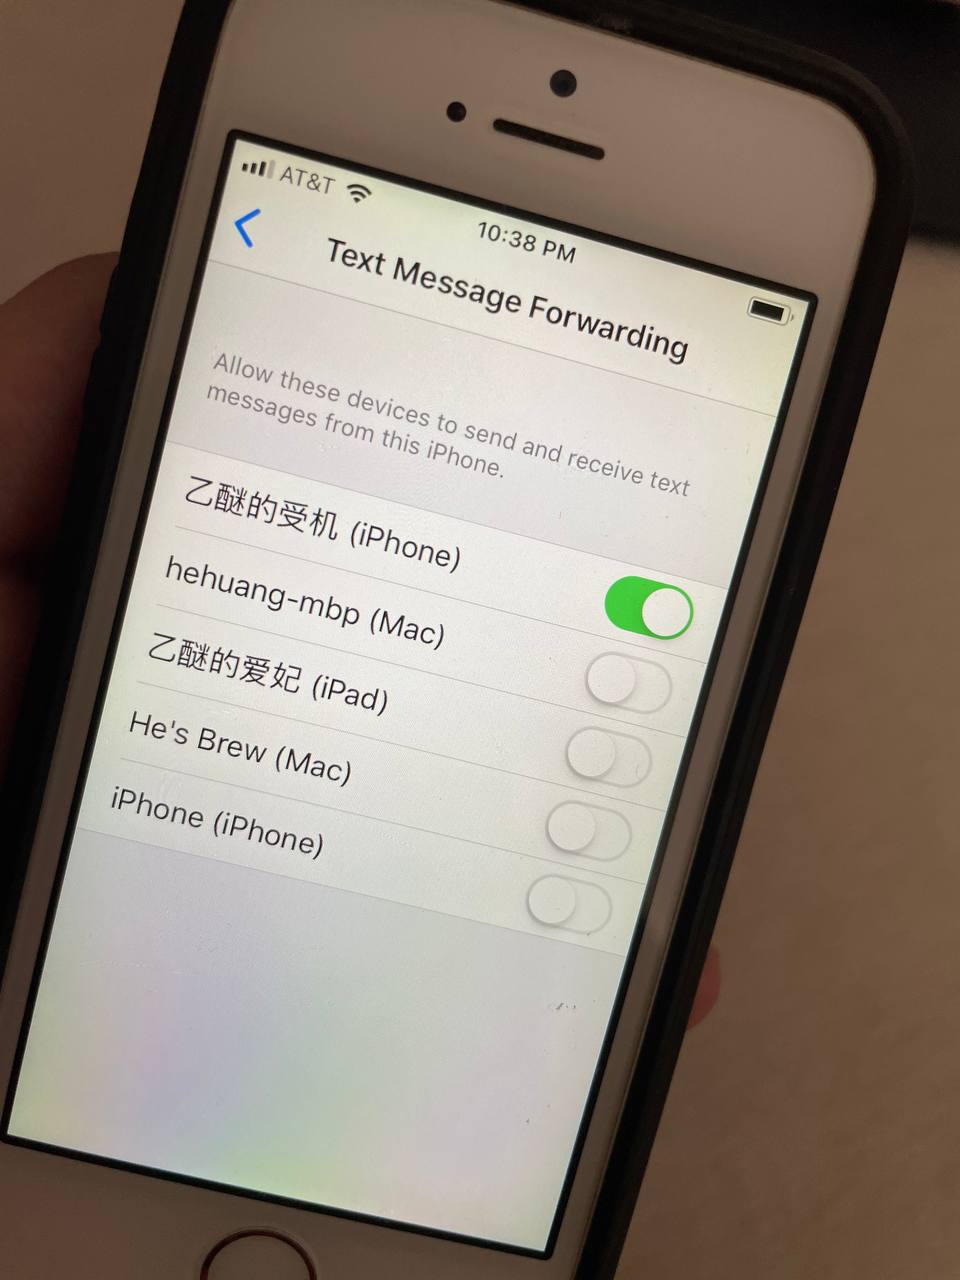 AT&T
10:38 PM
Text Message Forwarding
Allow these devices to send and receive text
messages from this iPhone.
乙醚的受机 (iPhone)
hehuang-mbp (Mac)
乙醚的爱妃 (iPad)
He's Brew (Mac)
iPhone (iPhone)